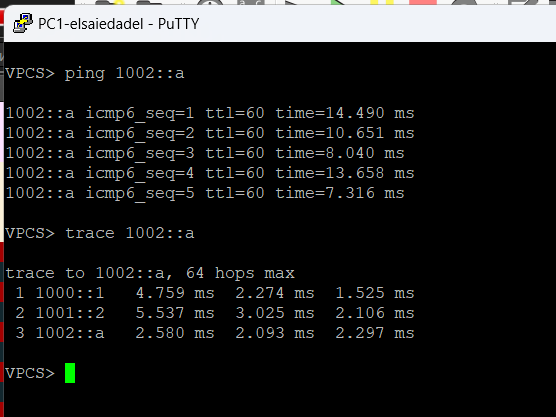 PC1-elsaiedadel - PuTTY
VPCS> ping 1002::a
1002::a icmp6_seq=1 ttl=60 time=14.490 ms
1002::a icmp6_seq=2 ttl=60 time=10.651 ms
1002::a icmp6_seq=3 ttl=60 time=8.040 ms
1002::a icmp6_seq=4 ttl=60 time=13.658 ms
1002::a icmp6_seq=5 ttl=60 time=7.316 ms
VPCS> trace 1002::a
trace to 1002::a, 64 hops max
1 1000::1   4.759 ms  2.274 ms  1.525 ms
2 1001::2   5.537 ms  3.025 ms  2.106 ms
3 1002::a   2.580 ms  2.093 ms  2.297 ms
VPCS>